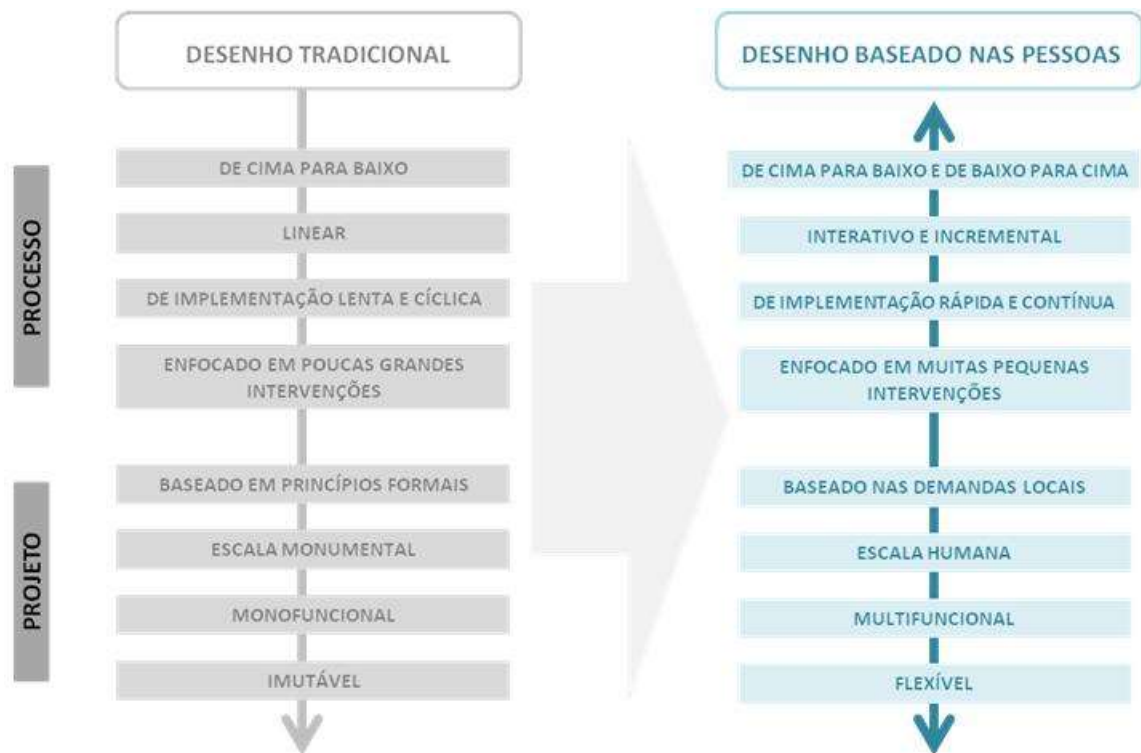 DESENHO TRADICIONAL
DESENHO BASEADO NAS PESSOAS
PROCESSO
DE CIMA PARA BAIXO
DE CIMA PARA BAIXO E DE BAIXO PARA CIMA
LINEAR
INTERATIVO E INCREMENTAL
DE IMPLEMENTAÇÃO LENTA E CÍCLICA
DE IMPLEMENTAÇÃO RÁPIDA E CONTÍNUA
ENFOCADO EM POUCAS GRANDES
INTERVENÇÕES
ENFOCADO EM MUITAS PEQUENAS
INTERVENÇÕES
PROJETO
BASEADO EM PRINCÍPIOS FORMAIS
BASEADO NAS DEMANDAS LOCAIS
ESCALA MONUMENTAL
ESCALA HUMANA
MONOFUNCIONAL
MULTIFUNCIONAL
IMUTÁVEL
FLEXÍVEL